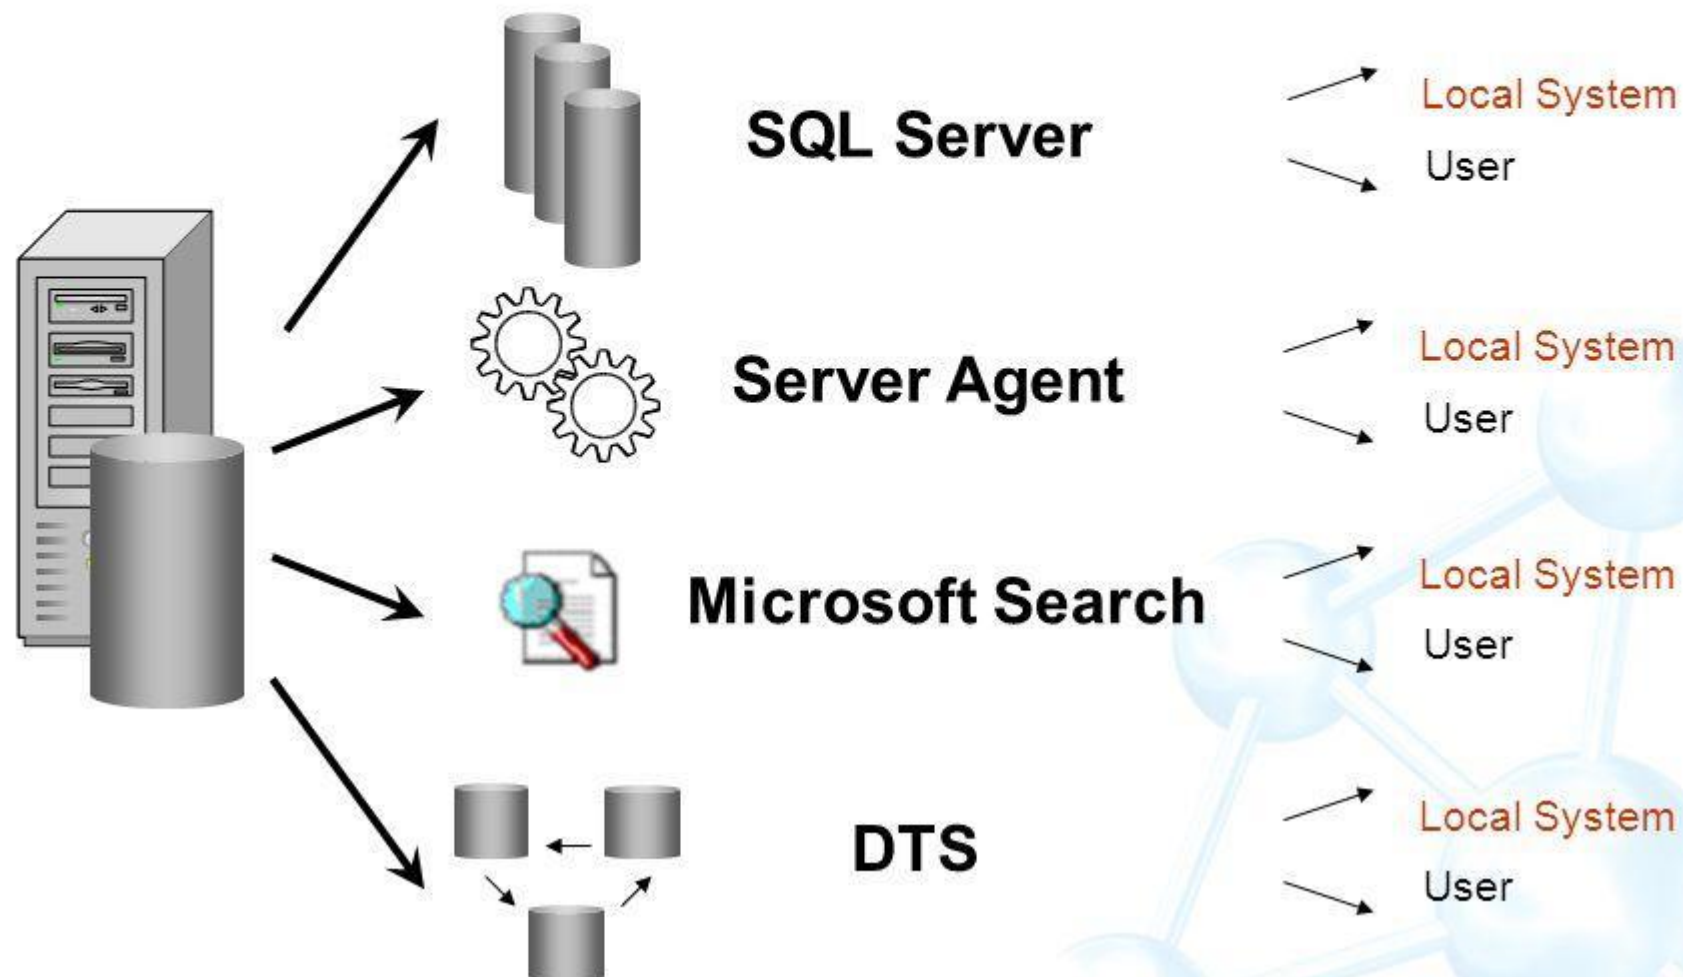 SQL Server
Local System
User
Server Agent
Local System
User
Microsoft Search
Local System
User
DTS
Local System
User